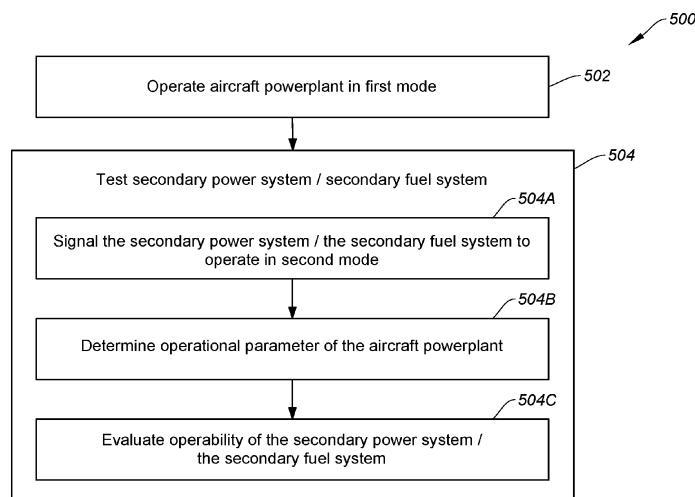 500
Operate aircraft powerplant in first mode
502
504
Test secondary power system / secondary fuel system
504A
Signal the secondary power system / the secondary fuel system to
operate in second mode
504B
Determine operational parameter of the aircraft powerplant
504C
Evaluate operability of the secondary power system /
the secondary fuel system